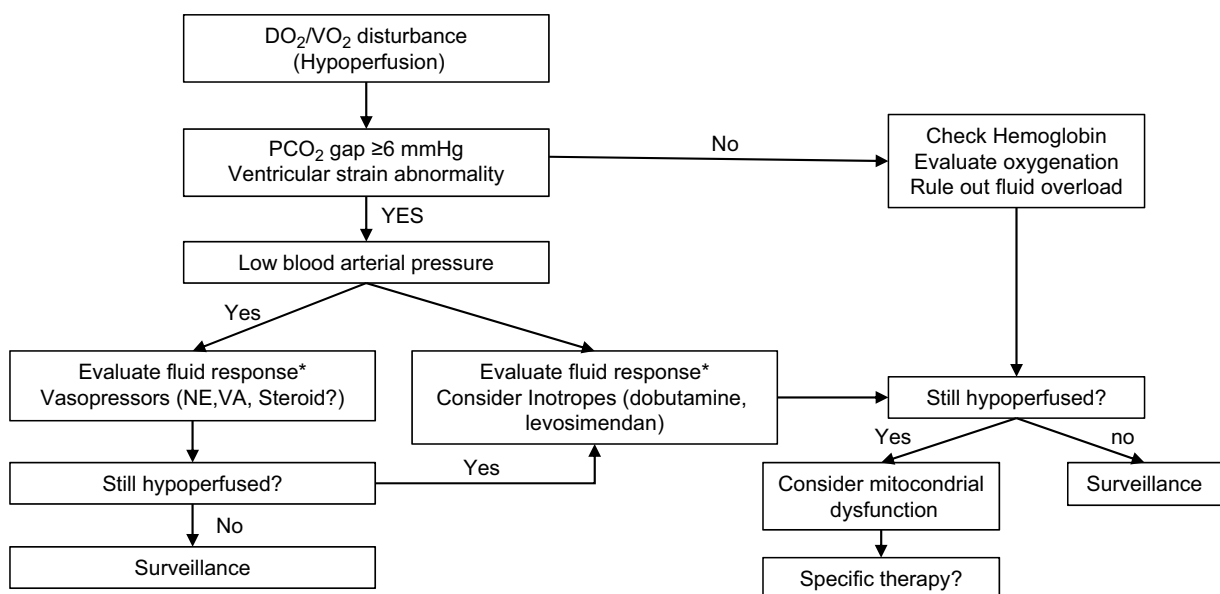 DO₂/VO₂ disturbance
(Hypoperfusion)
PCO₂ gap ≥6 mmHg
Ventricular strain abnormality
No
Check Hemoglobin
Evaluate oxygenation
Rule out fluid overload
YES
Low blood arterial pressure
Yes
Evaluate fluid response*
Vasopressors (NE,VA, Steroid?)
Evaluate fluid response*
Consider Inotropes (dobutamine,
levosimendan)
Still hypoperfused?
Yes
no
Still hypoperfused?
Yes
Consider mitocondrial
dysfunction
Surveillance
No
Surveillance
Specific therapy?